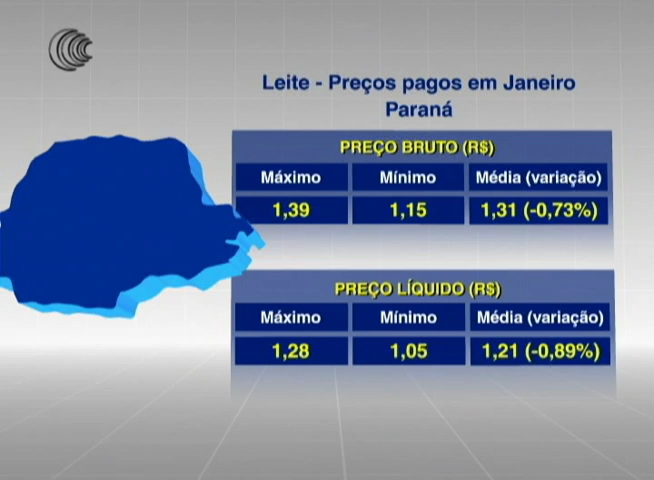 Leite - Preços pagos em Janeiro
Paraná
PREÇO BRUTO (R$)
Máximo Mínimo Média (variação)
1,39 1,15 1,31 (-0,73%)
PREÇO LÍQUIDO (R$)
Máximo Mínimo Média (variação)
1,28 1,05 1,21 (-0,89%)